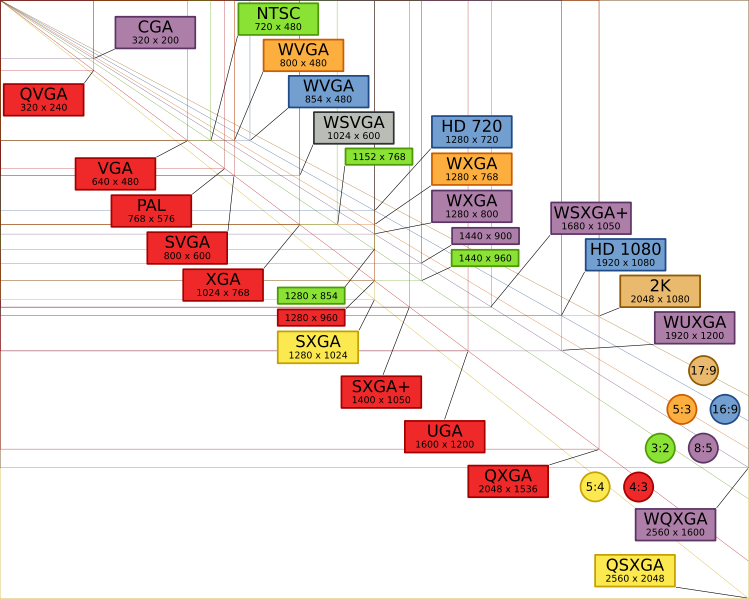 NTSC
720 x 480
CGA
320 x 200
WVGA
800 x 480
WVGA
854 x 480
QVGA
320 x 240
WSVGA
1024 x 600
HD 720
1280 x 720
1152 x 768
WXGA
1280 x 768
VGA
640 x 480
PAL
768 x 576
WXGA
1280 x 800
WSXGA+
1680 x 1050
1440 x 900
SVGA
800 x 600
HD 1080
1920 x 1080
1440 x 960
XGA
1024 x 768
2K
2048 x 1080
1280 x 854
1280 x 960
WUXGA
1920 x 1200
SXGA
1280 x 1024
17:9
SXGA+
1400 x 1050
5:3
16:9
UGA
1600 x 1200
3:2
8:5
QXGA
2048 x 1536
5:4
4:3
WQXGA
2560 x 1600
QSXGA
2560 x 2048